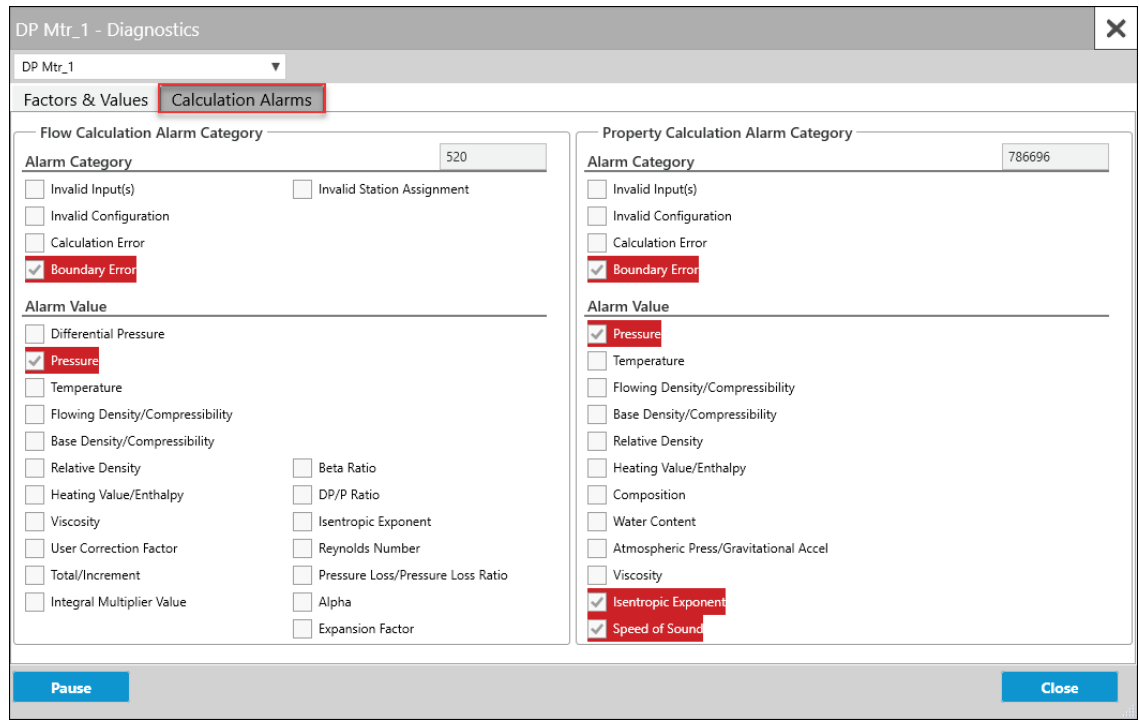 DP Mtr_1 - Diagnostics
DP Mtr_1
Factors & Values
Calculation Alarms
Flow Calculation Alarm Category
Alarm Category
520
Invalid Input(s)
Invalid Station Assignment
Invalid Configuration
Calculation Error
Boundary Error
Alarm Value
Differential Pressure
Pressure
Temperature
Flowing Density/Compressibility
Base Density/Compressibility
Relative Density
Beta Ratio
Heating Value/Enthalpy
DP/P Ratio
Viscosity
Isentropic Exponent
User Correction Factor
Reynolds Number
Total/Increment
Pressure Loss/Pressure Loss Ratio
Integral Multiplier Value
Alpha
Expansion Factor
Property Calculation Alarm Category
Alarm Category
786696
Invalid Input(s)
Invalid Configuration
Calculation Error
Boundary Error
Alarm Value
Pressure
Temperature
Flowing Density/Compressibility
Base Density/Compressibility
Relative Density
Heating Value/Enthalpy
Composition
Water Content
Atmospheric Press/Gravitational Accel
Viscosity
Isentropic Exponent
Speed of Sound
Pause
Close